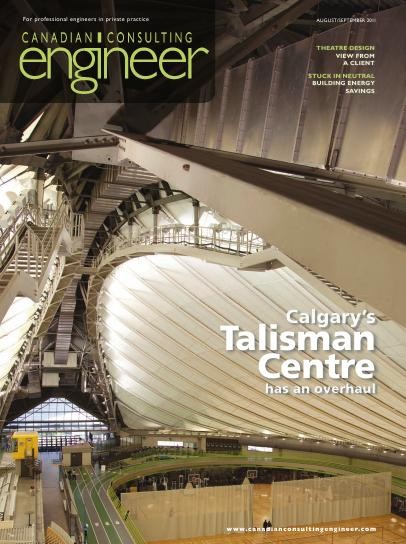 For professional engineers in private practice
AUGUST/SEPTEMBER 2011
CANADIAN CONSULTING
engineer
THEATRE DESIGN
VIEW FROM
A CLIENT
STUCK IN NEUTRAL
BUILDING ENERGY
SAVINGS
Calgary's
Talisman
Centre
has an overhaul
www.canadianconsultingengineer.com